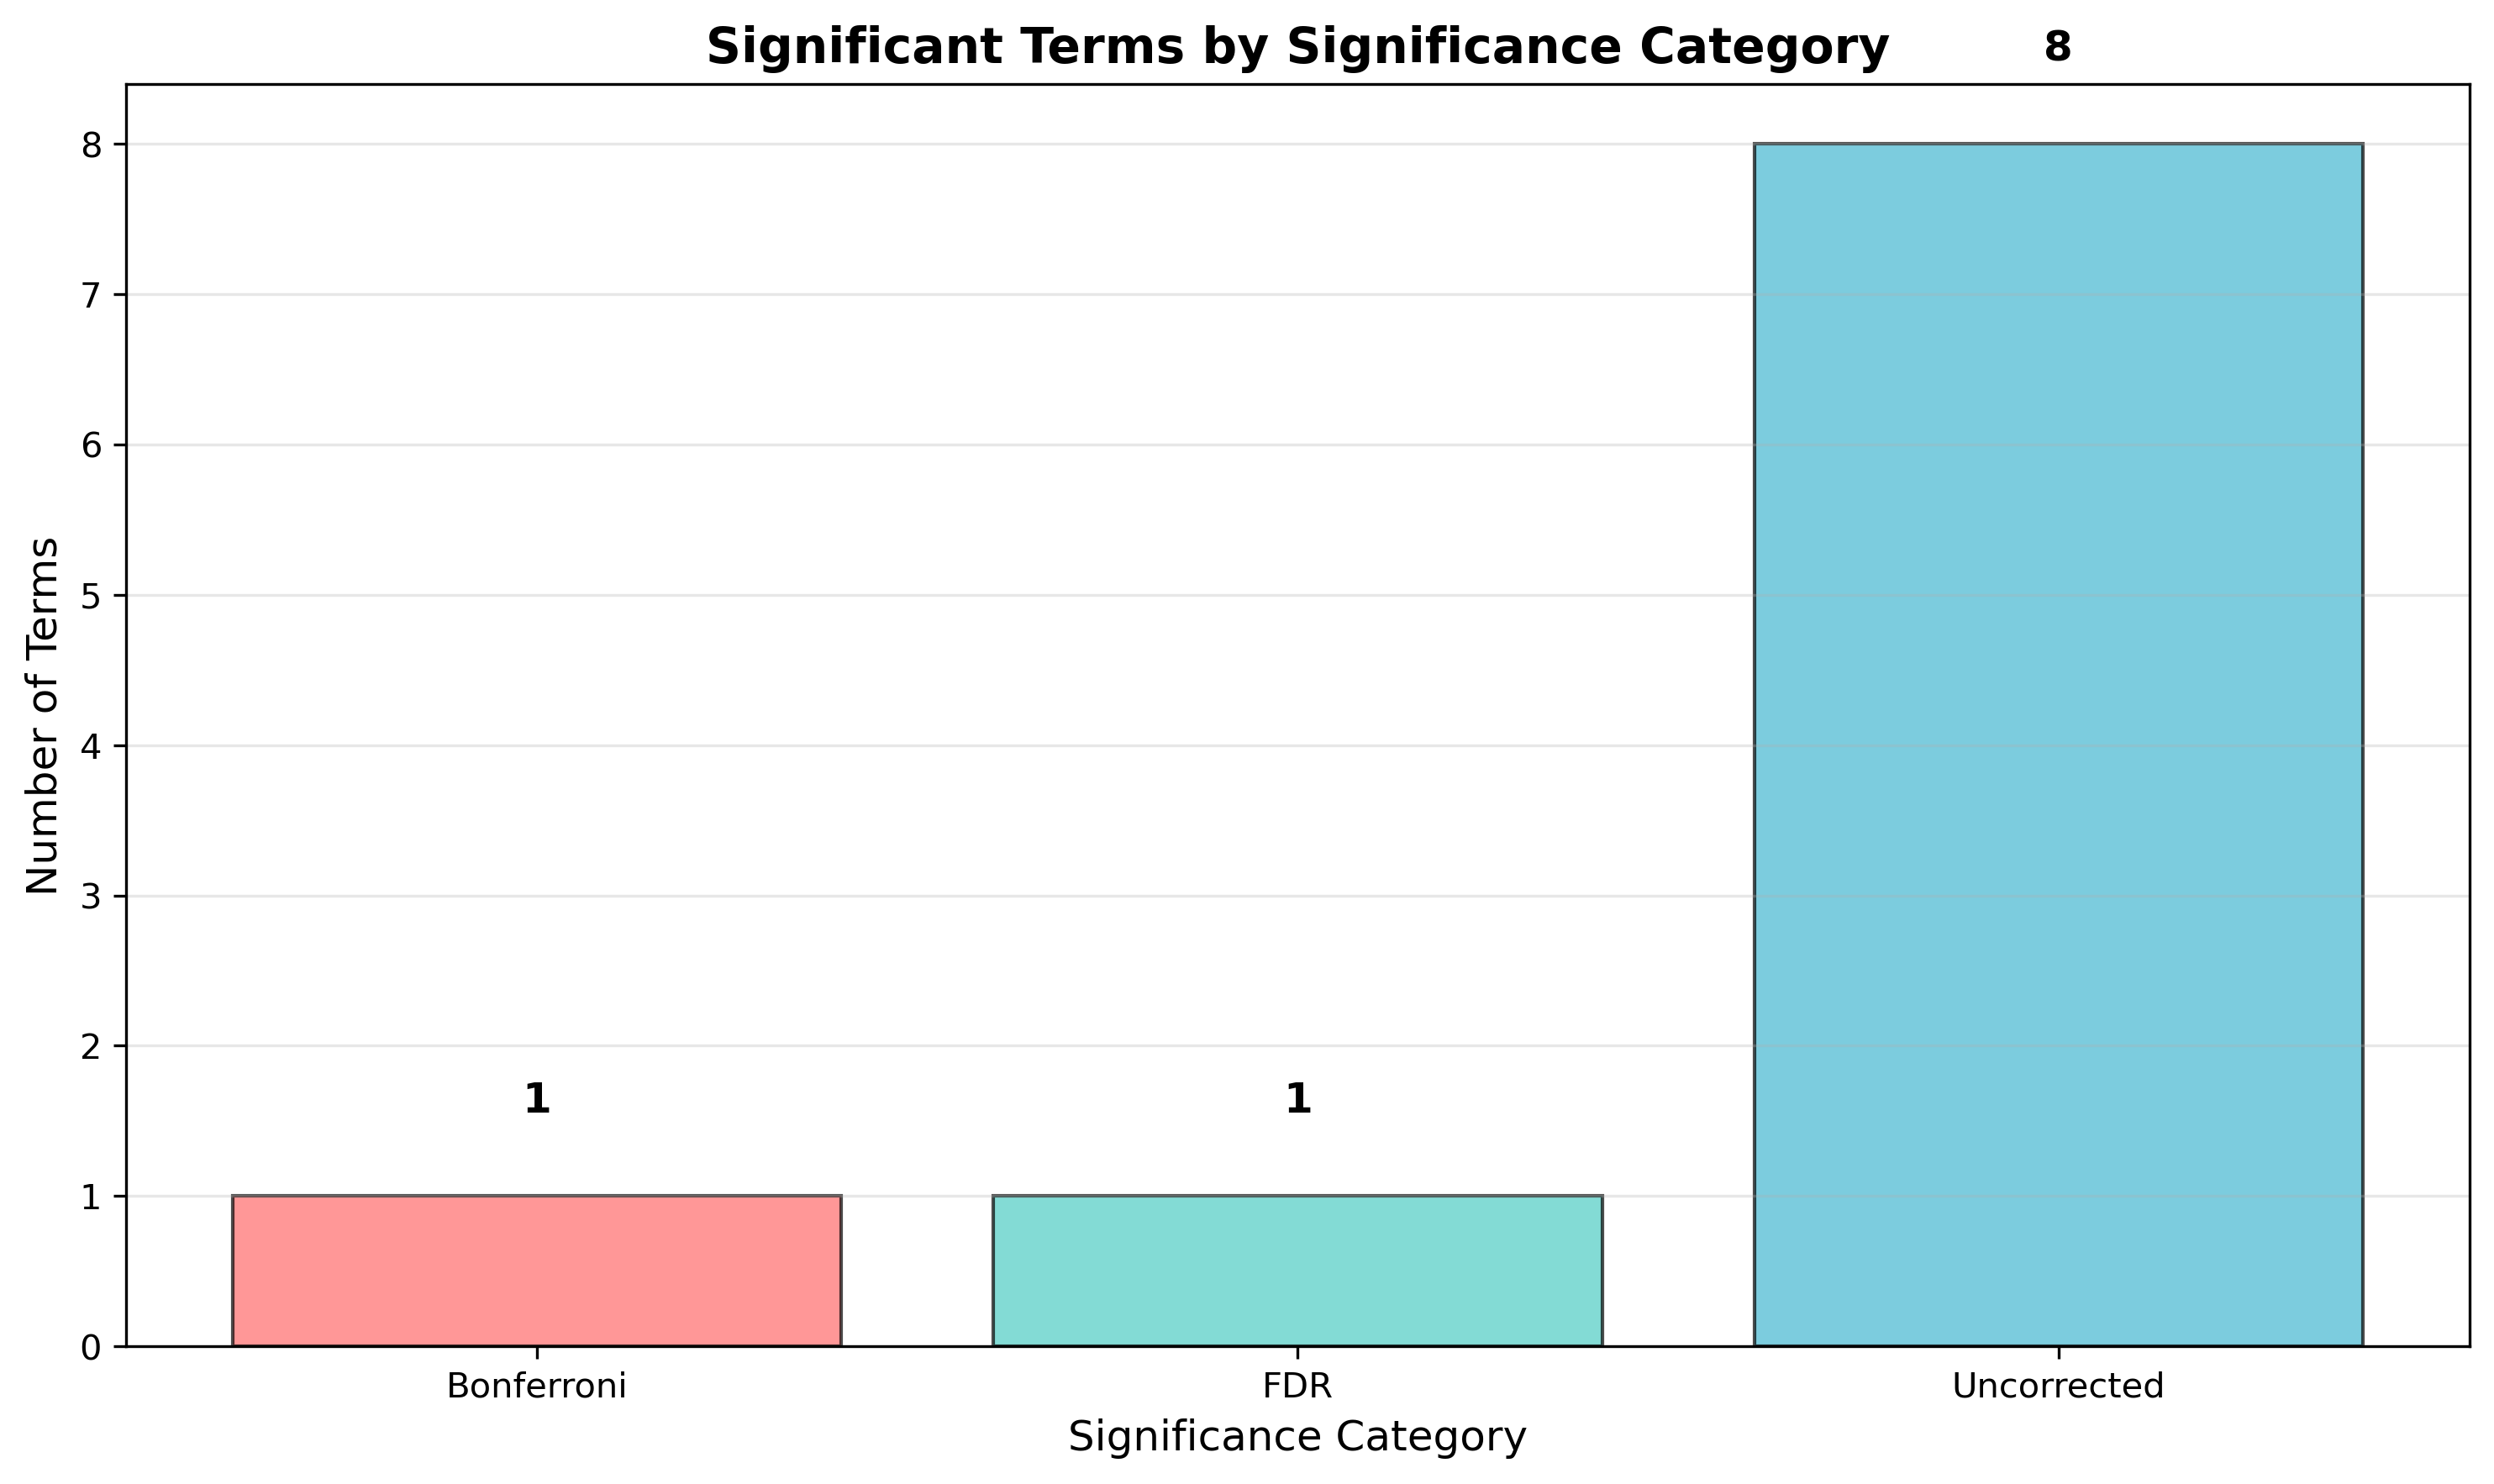 Significant Terms by Significance Category
8
8
7
6
5
4
3
2
1
0
Number of Terms
1
1
Bonferroni
FDR
Uncorrected
Significance Category